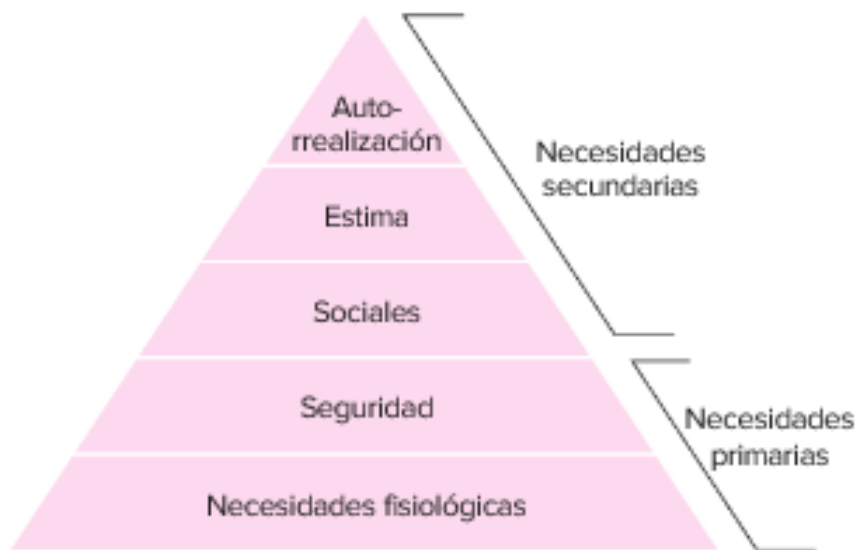 Auto-
rrealización
Necesidades
secundarias
Estima
Sociales
Seguridad
Necesidades
primarias
Necesidades fisiológicas